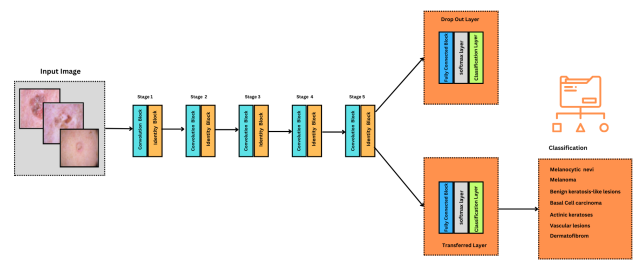 Input Image
Stage 1
Convolution Block
Identity Block
Stage 2
Convolution Block
Identity Block
Stage 3
Convolution Block
Identity Block
Stage 4
Convolution Block
Identity Block
Stage 5
Convolution Block
Identity Block
Drop Out Layer
Fully Connected Block
softmax layer
Classification Layer
Fully Connected Block
softmax layer
Classification Layer
Transferred Layer
Classification
Melanocytic nevi
Melanoma
Benign keratosis-like lesions
Basal Cell carcinoma
Actinic keratoses
Vascular lesions
Dermatofibrom